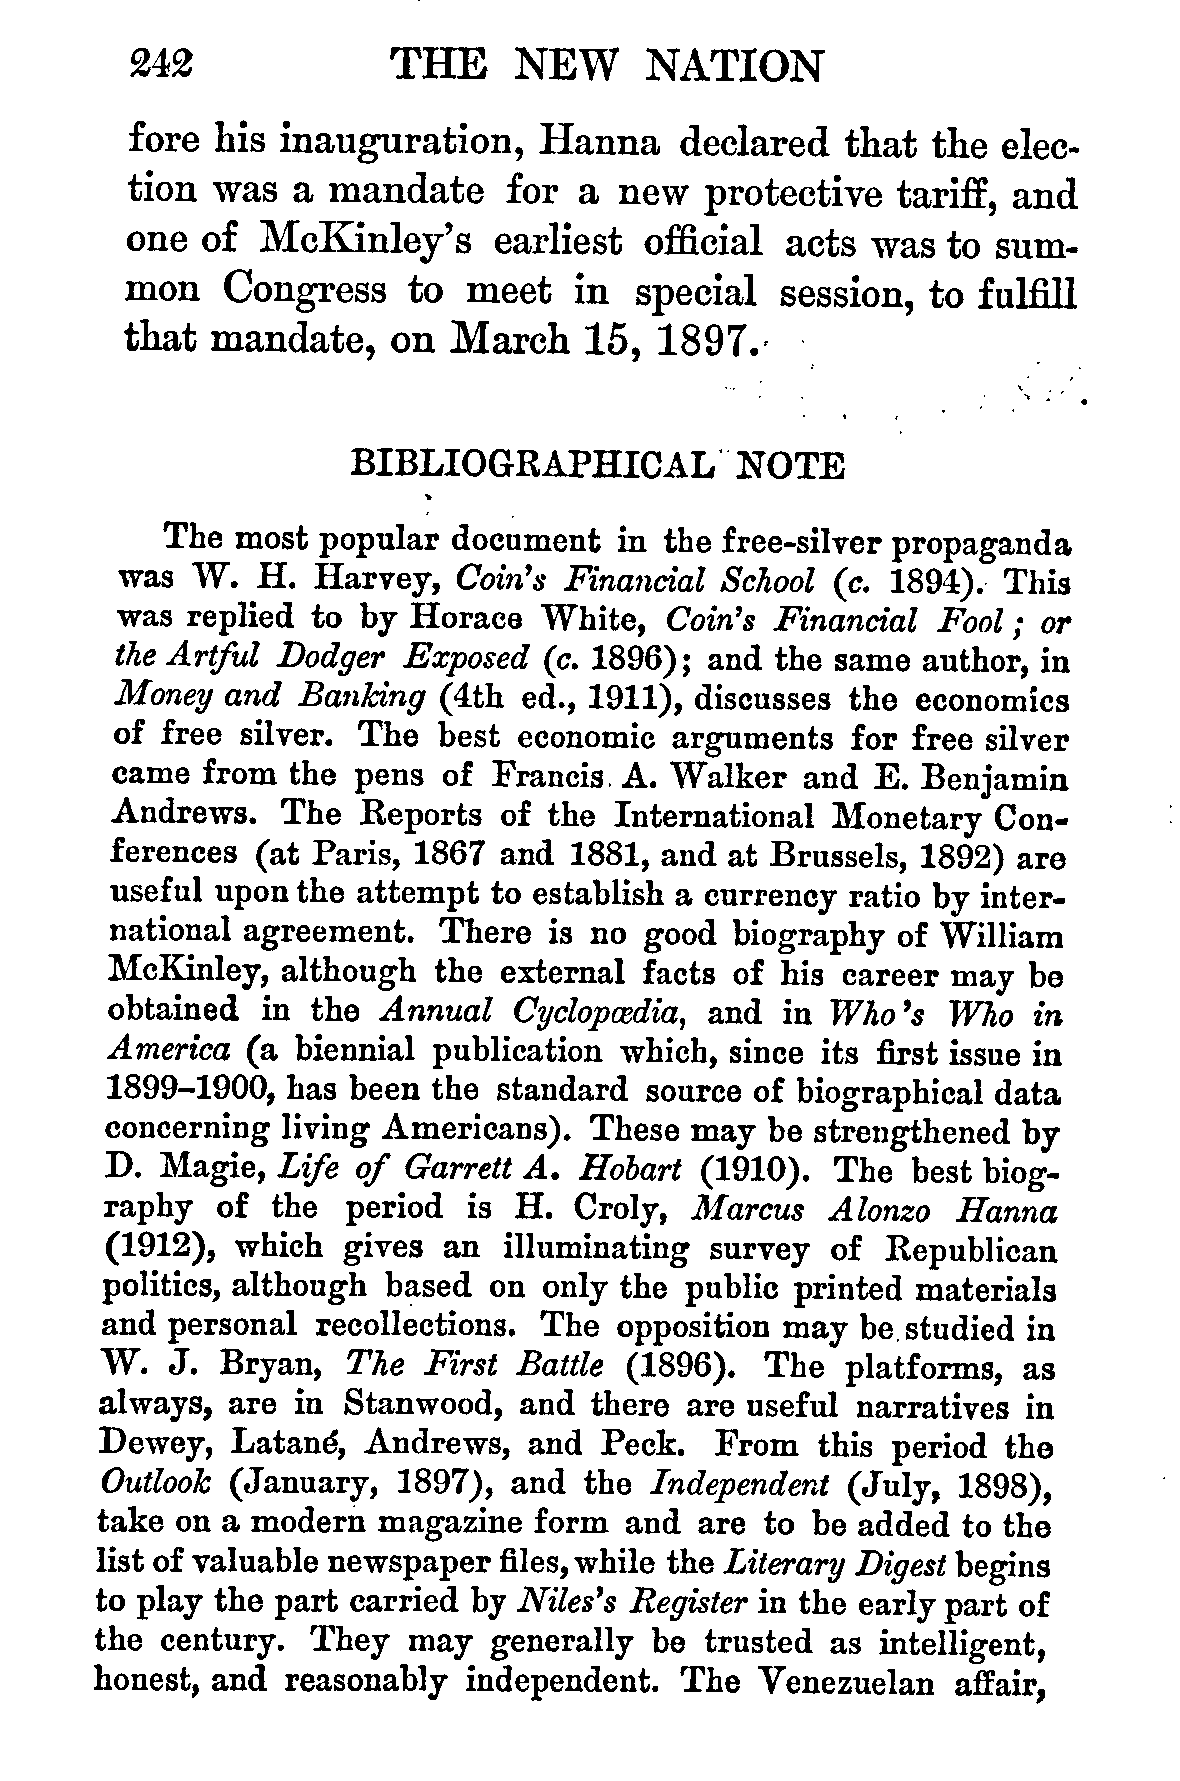 242 THE NEW NATION
fore his inauguration, Hanna declared that the elec-
tion was a mandate for a new protective tariff, and
one of McKinley's earliest official acts was to sum-
mon Congress to meet in special session, to fulfill
that mandate, on March 15, 1897.
BIBLIOGRAPHICAL NOTE
The most popular document in the free-silver propaganda
was W. H. Harvey, Coin's Financial School (c. 1894). This
was replied to by Horace White, Coin's Financial Fool; or
the Artful Dodger Exposed (c. 1896); and the same author, in
Money and Banking (4th ed., 1911), discusses the economics
of free silver. The best economic arguments for free silver
came from the pens of Francis A. Walker and E. Benjamin
Andrews. The Reports of the International Monetary Con-
ferences (at Paris, 1867 and 1881, and at Brussels, 1892) are
useful upon the attempt to establish a currency ratio by inter-
national agreement. There is no good biography of William
McKinley, although the external facts of his career may be
obtained in the Annual Cyclopœdia, and in Who's Who in
America (a biennial publication which, since its first issue in
1899–1900, has been the standard source of biographical data
concerning living Americans). These may be strengthened by
D. Magie, Life of Garrett A. Hobart (1910). The best biog-
raphy of the period is H. Croly, Marcus Alonzo Hanna
(1912), which gives an illuminating survey of Republican
politics, although based on only the public printed materials
and personal recollections. The opposition may be studied in
W. J. Bryan, The First Battle (1896). The platforms, as
always, are in Stanwood, and there are useful narratives in
Dewey, Latané, Andrews, and Peck. From this period the
Outlook (January, 1897), and the Independent (July, 1898),
take on a modern magazine form and are to be added to the
list of valuable newspaper files, while the Literary Digest begins
to play the part carried by Niles's Register in the early part of
the century. They may generally be trusted as intelligent,
honest, and reasonably independent. The Venezuelan affair,